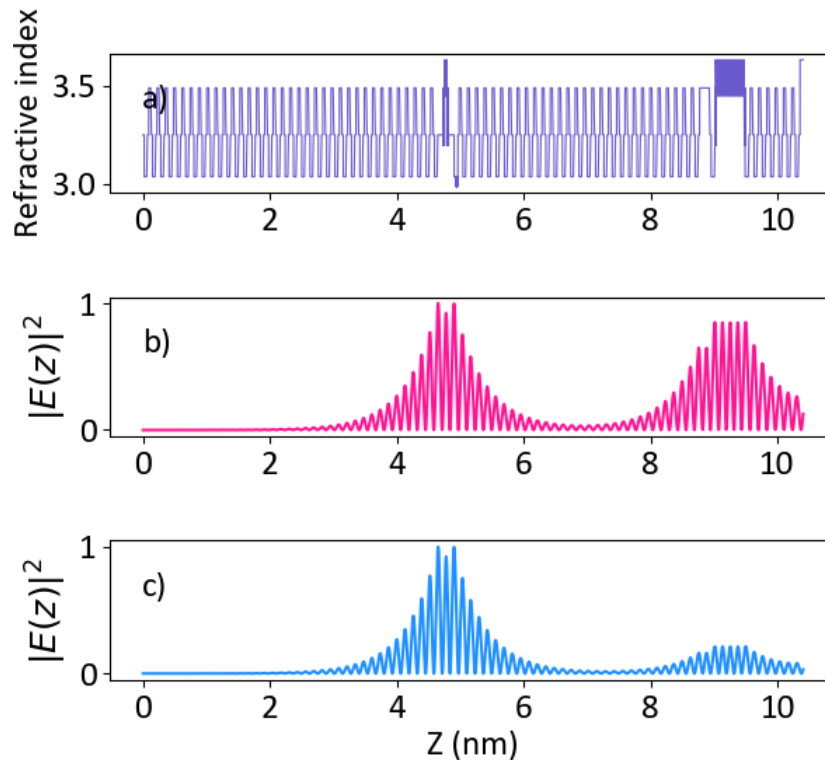 Refractive index
3.5
3.0
a)
0 2 4 6 8 10
|E(z)|²
1
0
b)
0 2 4 6 8 10
|E(z)|²
1
0
c)
0 2 4 6 8 10
Z (nm)